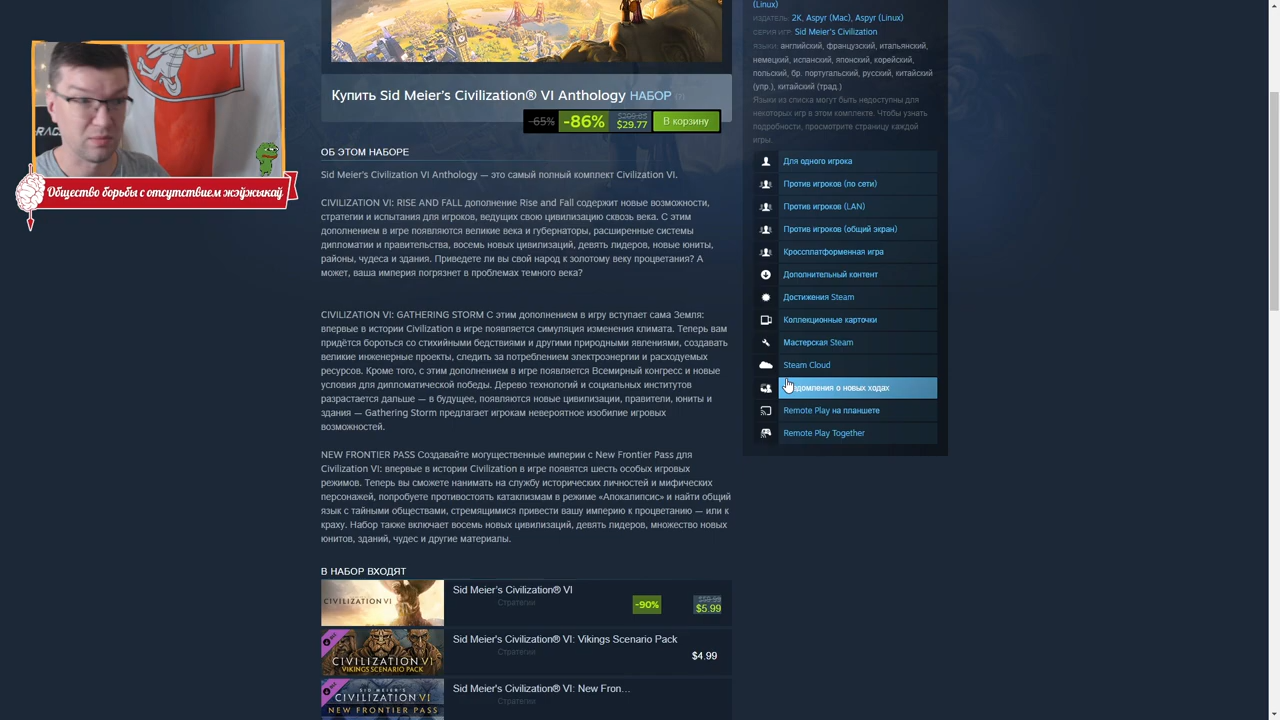 (Linux)
ИЗДАТЕЛЬ: 2K, Aspyr (Mac), Aspyr (Linux)
СЕРИЯ ИГР: Sid Meier's Civilization
ЯЗЫКИ: английский, французский, итальянский,
немецкий, испанский, японский, корейский,
польский, бр. португальский, русский, китайский
(упр.), китайский (трад.)
Языки из списка могут быть недоступны для
некоторых игр в этом комплекте. Чтобы узнать
подробности, просмотрите страницу каждой
игры.
Купить Sid Meier's Civilization® VI Anthology НАБОР (?)
-65% -86% $29.77 В корзину
Общество борьбы с отсутствием жэўжыкаў
ОБ ЭТОМ НАБОРЕ
Sid Meier's Civilization VI Anthology — это самый полный комплект Civilization VI.
CIVILIZATION VI: RISE AND FALL дополнение Rise and Fall содержит новые возможности,
стратегии и испытания для игроков, ведущих свою цивилизацию сквозь века. С этим
дополнением в игре появляются великие века и губернаторы, расширенные системы
дипломатии и правительства, восемь новых цивилизаций, девять лидеров, новые юниты,
районы, чудеса и здания. Приведете ли вы свой народ к золотому веку процветания? А
может, ваша империя погрязнет в проблемах темного века?
CIVILIZATION VI: GATHERING STORM С этим дополнением в игру вступает сама Земля:
впервые в истории Civilization в игре появляется симуляция изменения климата. Теперь вам
придётся бороться со стихийными бедствиями и другими природными явлениями, создавать
великие инженерные проекты, следить за потреблением электроэнергии и расходуемых
ресурсов. Кроме того, с этим дополнением в игре появляется Всемирный конгресс и новые
условия для дипломатической победы. Дерево технологий и социальных институтов
разрастается дальше — в будущее, появляются новые цивилизации, правители, юниты и
здания — Gathering Storm предлагает игрокам невероятное изобилие игровых
возможностей.
NEW FRONTIER PASS Создавайте могущественные империи с New Frontier Pass для
Civilization VI: впервые в истории Civilization в игре появятся шесть особых игровых
режимов. Теперь вы сможете нанимать на службу исторических личностей и мифических
персонажей, попробуете противостоять катаклизмам в режиме «Апокалипсис» и найти общий
язык с тайными обществами, стремящимися привести вашу империю к процветанию — или к
краху. Набор также включает восемь новых цивилизаций, девять лидеров, множество новых
юнитов, зданий, чудес и другие материалы.
Для одного игрока
Против игроков (по сети)
Против игроков (LAN)
Против игроков (общий экран)
Кроссплатформенная игра
Дополнительный контент
Достижения Steam
Коллекционные карточки
Мастерская Steam
Steam Cloud
домления о новых ходах
Remote Play на планшете
Remote Play Together
В НАБОР ВХОДЯТ
CIVILIZATION VI
Sid Meier's Civilization® VI
Стратегии
-90% $59.99 $5.99
CIVILIZATION VI
VIKINGS SCENARIO PACK
Sid Meier's Civilization® VI: Vikings Scenario Pack
Стратегии
$4.99
SID MEIER'S
CIVILIZATION VI
NEW FRONTIER PASS
Sid Meier's Civilization® VI: New Fron...
Стратегии